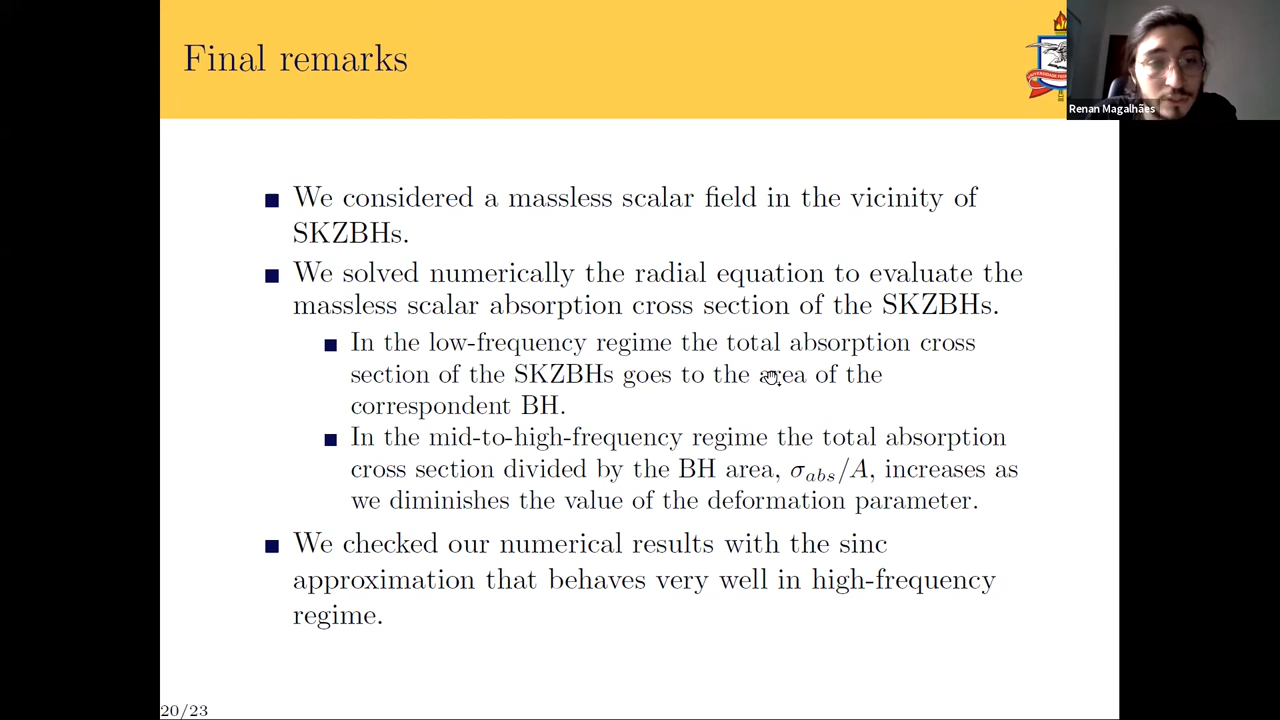 Final remarks
Renan Magalhães
We considered a massless scalar field in the vicinity of
SKZBHs.
We solved numerically the radial equation to evaluate the
massless scalar absorption cross section of the SKZBHs.
In the low-frequency regime the total absorption cross
section of the SKZBHs goes to the area of the
correspondent BH.
In the mid-to-high-frequency regime the total absorption
cross section divided by the BH area, σ_{abs}/A, increases as
we diminishes the value of the deformation parameter.
We checked our numerical results with the sinc
approximation that behaves very well in high-frequency
regime.
20/23